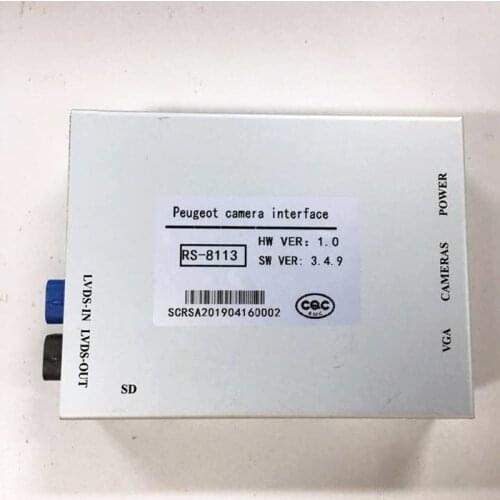 Peugeot camera interface
RS-8113
HW VER: 1.0
SW VER: 3.4.9
SCRSA201904160002
CQC
EMC
LVDS-IN
LVDS-OUT
SD
POWER
CAMERAS
VGA